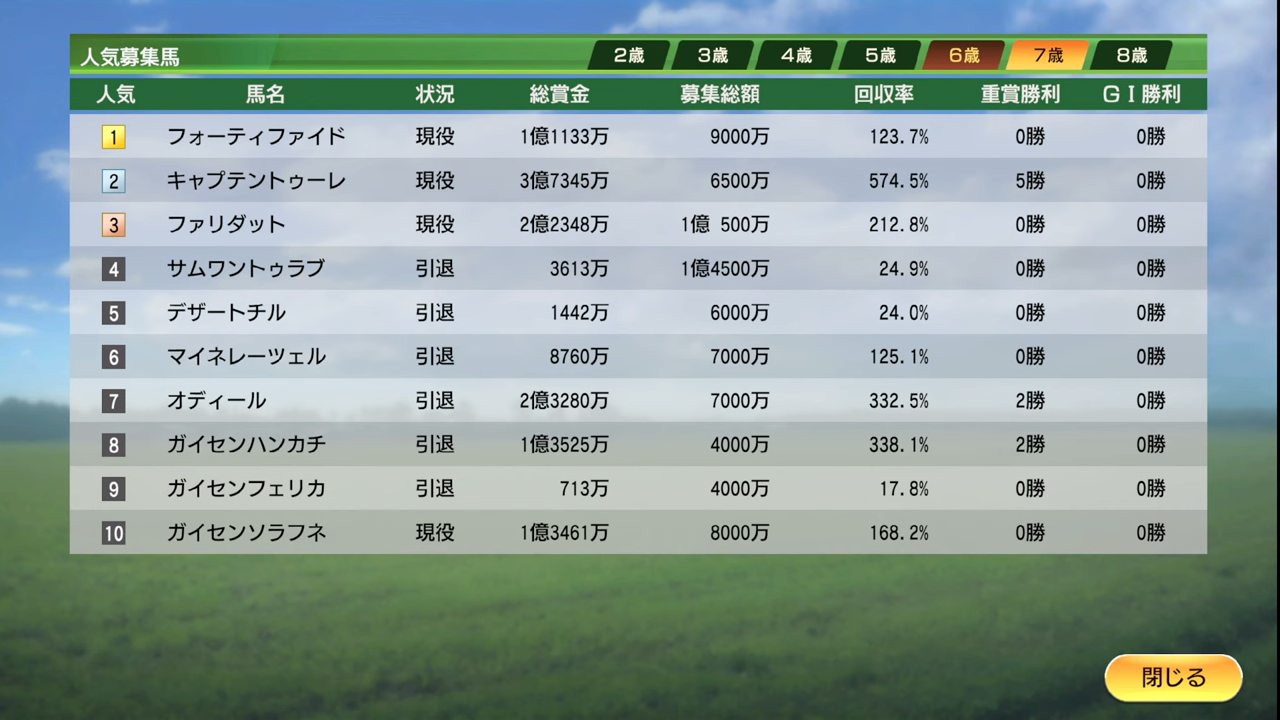 人気募集馬 2歳 3歳 4歳 5歳 6歳 7歳 8歳
人気 馬名 状況 総賞金 募集総額 回収率 重賞勝利 GⅠ勝利
1 フォーティファイド 現役 1億1133万 9000万 123.7% 0勝 0勝
2 キャプテントゥーレ 現役 3億7345万 6500万 574.5% 5勝 0勝
3 ファリダット 現役 2億2348万 1億 500万 212.8% 0勝 0勝
4 サムワントゥラブ 引退 3613万 1億4500万 24.9% 0勝 0勝
5 デザートチル 引退 1442万 6000万 24.0% 0勝 0勝
6 マイネレーツェル 引退 8760万 7000万 125.1% 0勝 0勝
7 オディール 引退 2億3280万 7000万 332.5% 2勝 0勝
8 ガイセンハンカチ 引退 1億3525万 4000万 338.1% 2勝 0勝
9 ガイセンフェリカ 引退 713万 4000万 17.8% 0勝 0勝
10 ガイセンソラフネ 現役 1億3461万 8000万 168.2% 0勝 0勝
閉じる